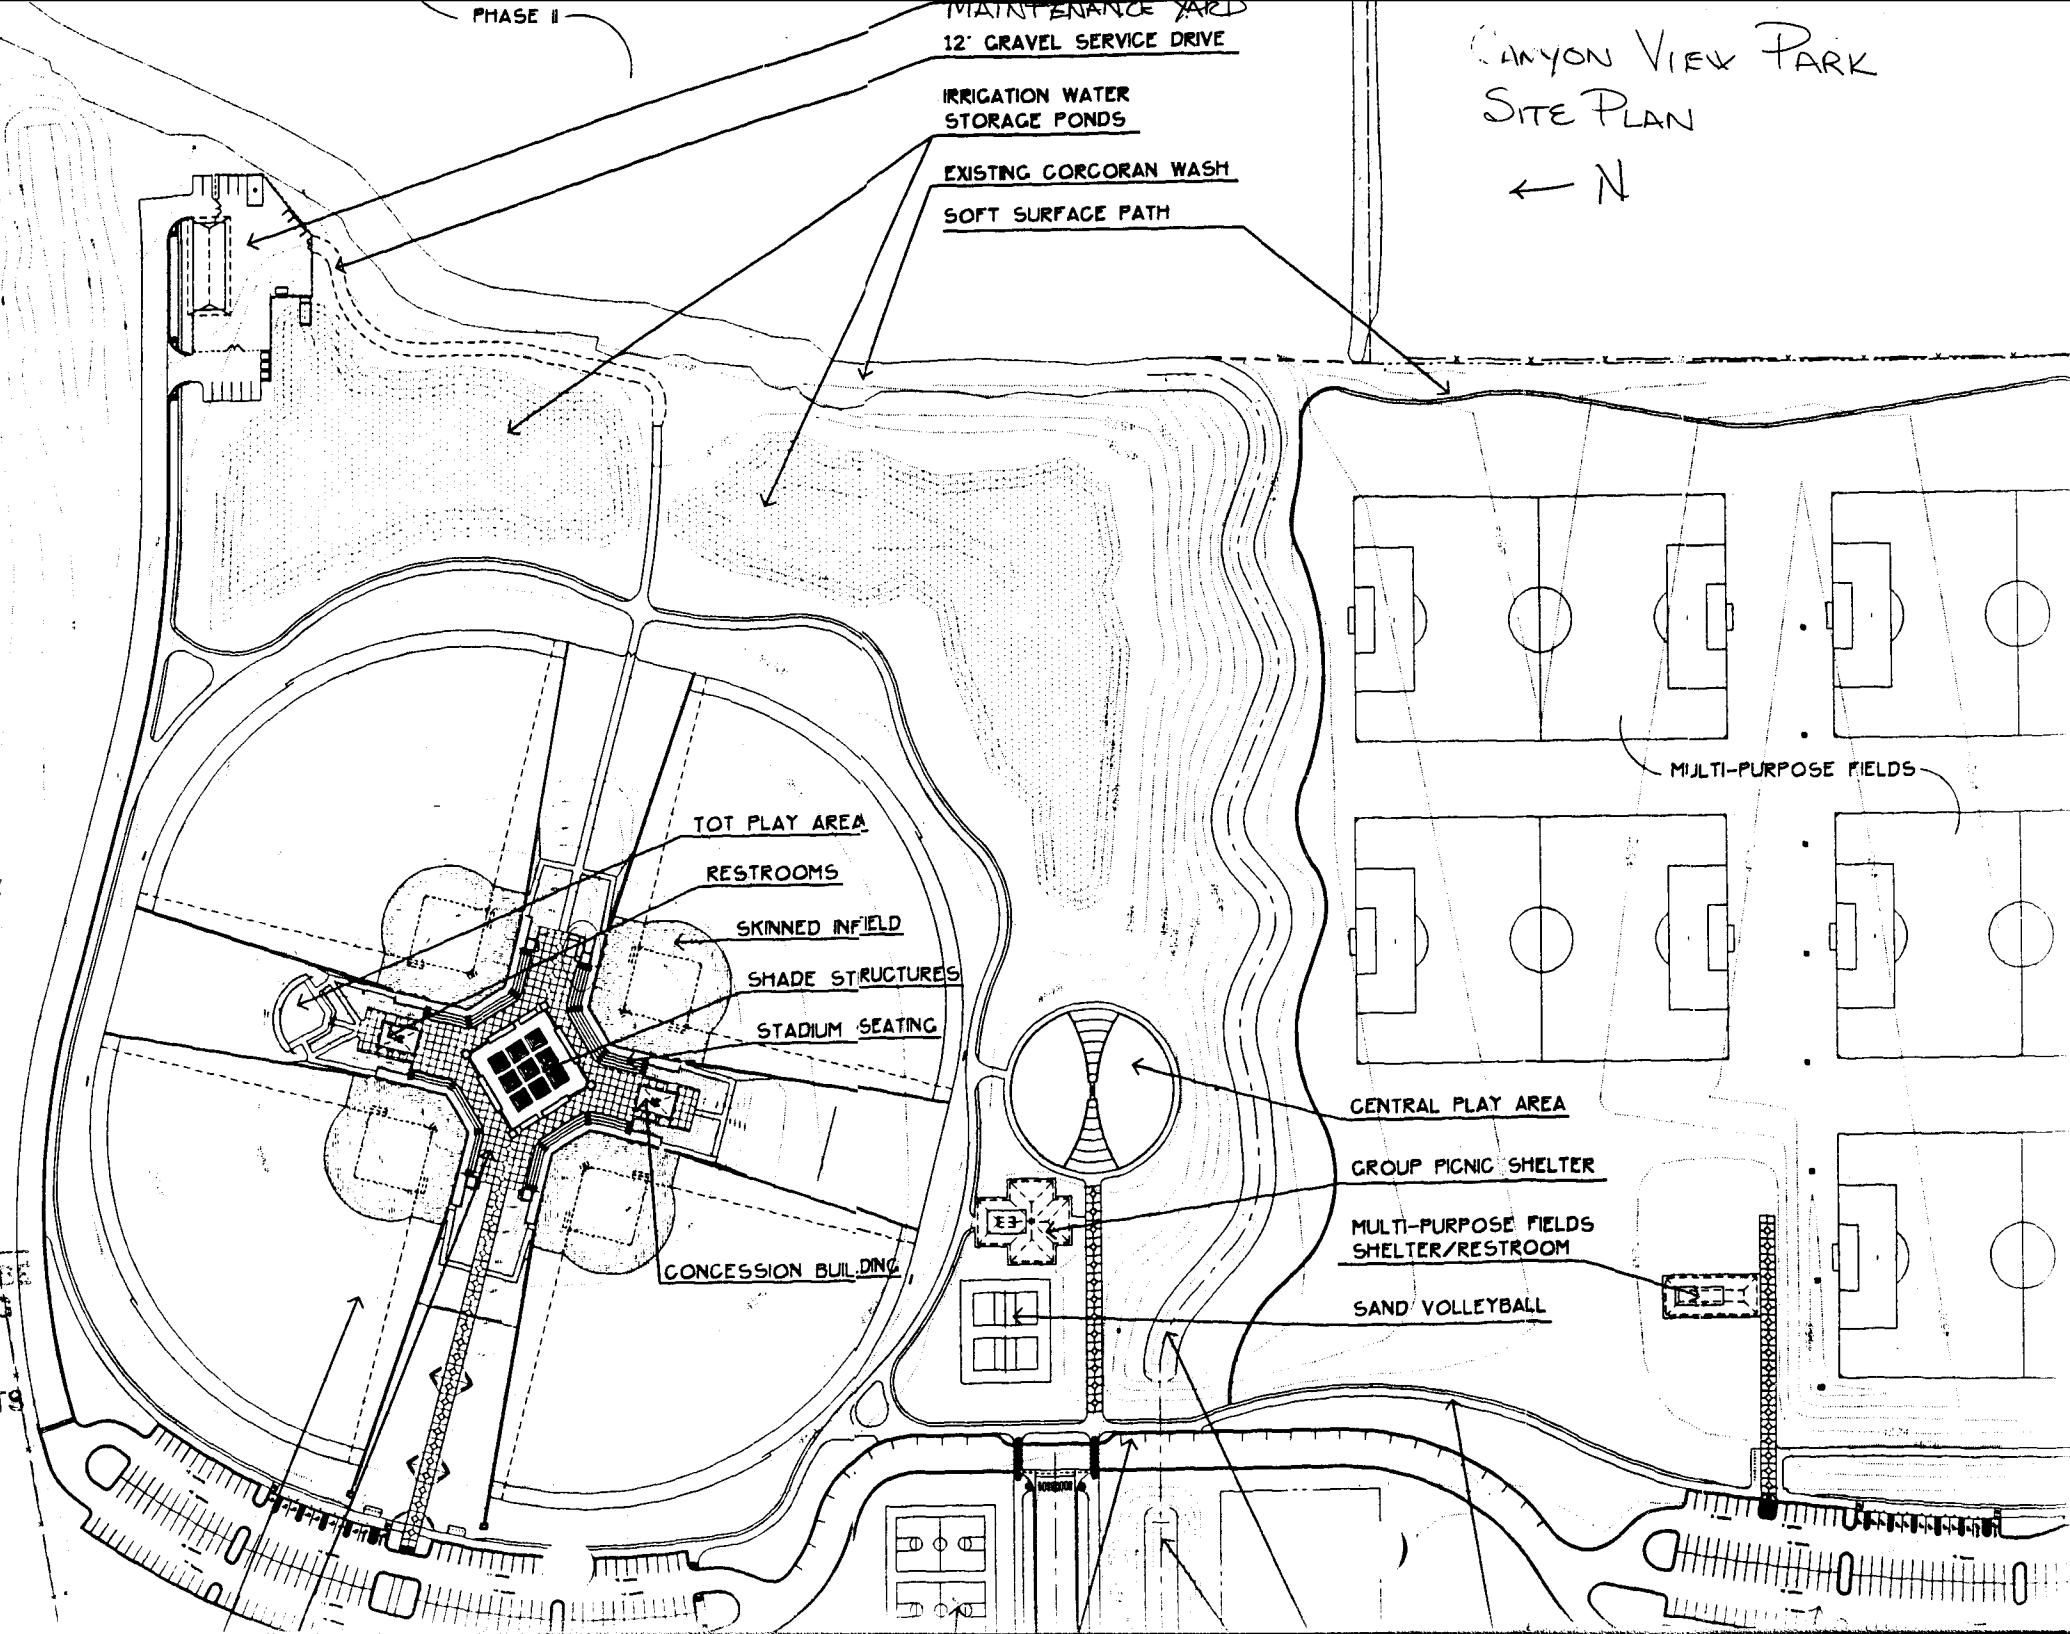 PHASE II
MAINTENANCE YARD
12' GRAVEL SERVICE DRIVE
IRRIGATION WATER
STORAGE PONDS
EXISTING CORCORAN WASH
SOFT SURFACE PATH
CANYON VIEW PARK
SITE PLAN
← N
MULTI-PURPOSE FIELDS
TOT PLAY AREA
RESTROOMS
SKINNED INFIELD
SHADE STRUCTURES
STADIUM SEATING
CONCESSION BUILDING
CENTRAL PLAY AREA
GROUP PICNIC SHELTER
MULTI-PURPOSE FIELDS
SHELTER/RESTROOM
SAND VOLLEYBALL